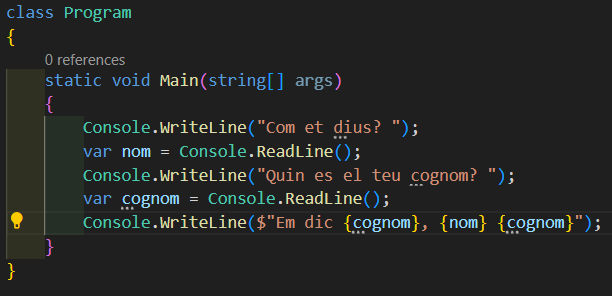 class Program
{
0 references
static void Main(string[] args)
{
Console.WriteLine("Com et dius? ");
var nom = Console.ReadLine();
Console.WriteLine("Quin es el teu cognom? ");
var cognom = Console.ReadLine();
Console.WriteLine($"Em dic {cognom}, {nom} {cognom}");
}
}